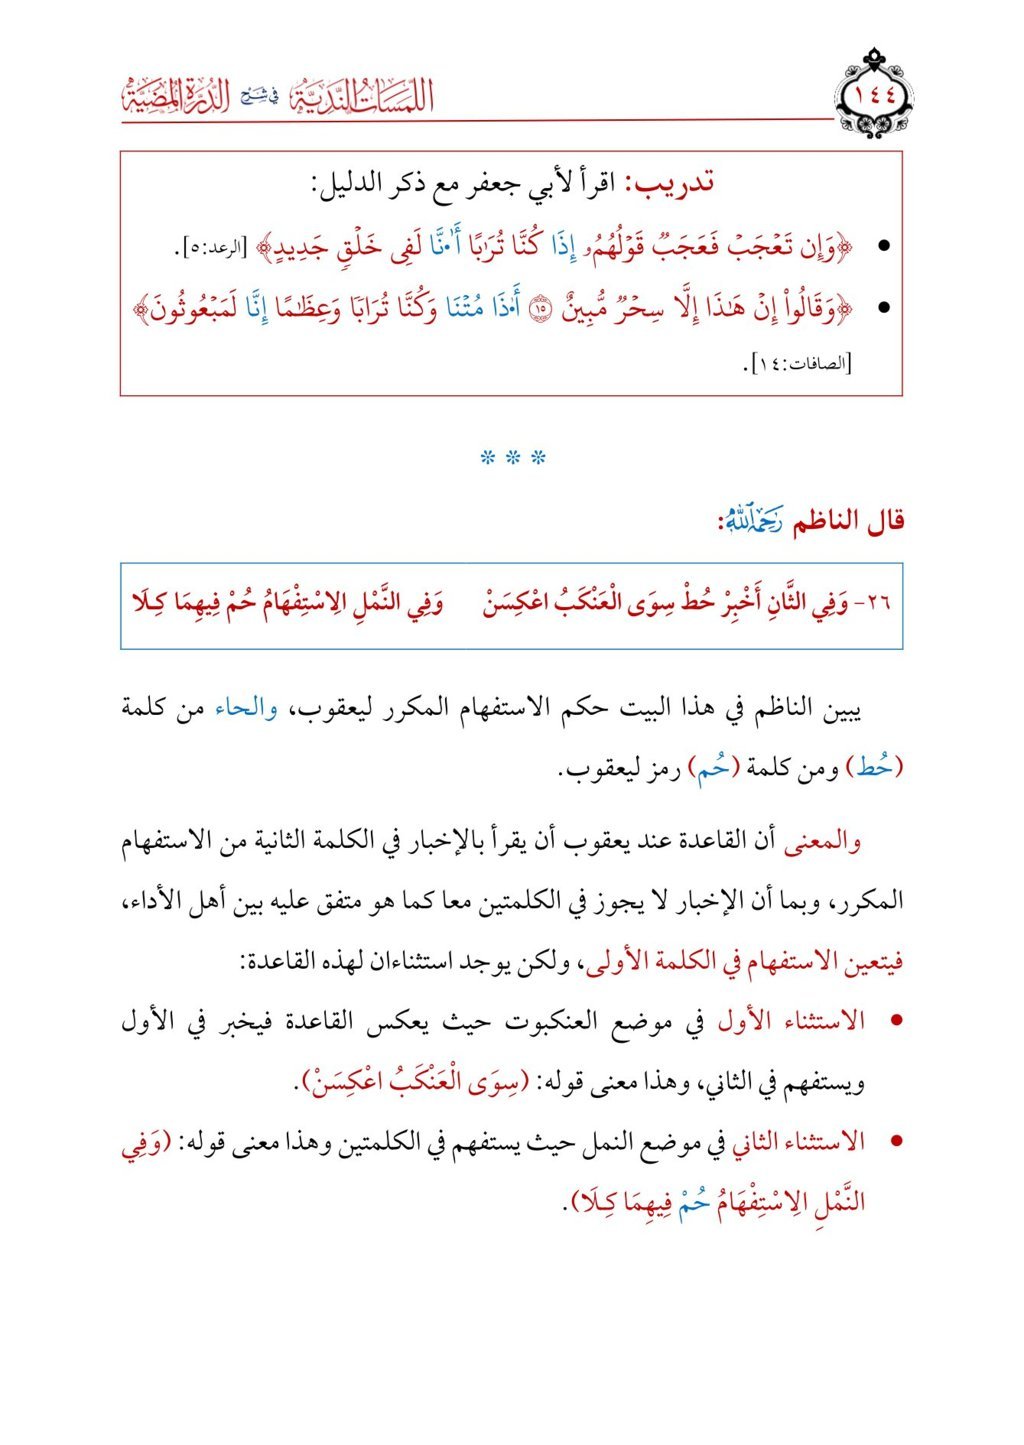 ١٤٤
اللمسات الندية في شرح الدرة المضية
تدريب: اقرأ لأبي جعفر مع ذكر الدليل:
• ﴿وَإِن تَعۡجَبۡ فَعَجَبٞ قَوۡلُهُمُۥ إِذَا كُنَّا تُرَٰبًا أَ۟نَّا لَفِي خَلۡقٖ جَدِيدٍ﴾ [الرعد:٥].
• ﴿وَقَالُواْ إِنۡ هَٰذَا إِلَّا سِحۡرٞ مُّبِينٌ ١٥ أَ۟ذَا مُتۡنَا وَكُنَّا تُرَابٗا وَعِظَٰمًا إِنَّا لَمَبۡعُوثُونَ﴾
[الصافات:١٤].
* * *
قال الناظم رَحِمَهُ ٱللَّهُ:
٢٦- وَفِي الثَّانِ أَخْبِرْ حُطْ سِوَى الْعَنْكَبُ اعْكِسَنْ وَفِي النَّمْلِ الِاسْتِفْهَامُ حُمْ فِيهِمَا كِـلَا
يبين الناظم في هذا البيت حكم الاستفهام المكرر ليعقوب، والحاء من كلمة
(حُط) ومن كلمة (حُم) رمز ليعقوب.
والمعنى أن القاعدة عند يعقوب أن يقرأ بالإخبار في الكلمة الثانية من الاستفهام
المكرر، وبما أن الإخبار لا يجوز في الكلمتين معا كما هو متفق عليه بين أهل الأداء،
فيتعين الاستفهام في الكلمة الأولى، ولكن يوجد استثناءان لهذه القاعدة:
• الاستثناء الأول في موضع العنكبوت حيث يعكس القاعدة فيخبر في الأول
ويستفهم في الثاني، وهذا معنى قوله: (سِوَى الْعَنْكَبُ اعْكِسَنْ).
• الاستثناء الثاني في موضع النمل حيث يستفهم في الكلمتين وهذا معنى قوله: (وَفِي
النَّمْلِ الِاسْتِفْهَامُ حُمْ فِيهِمَا كِـلَا).